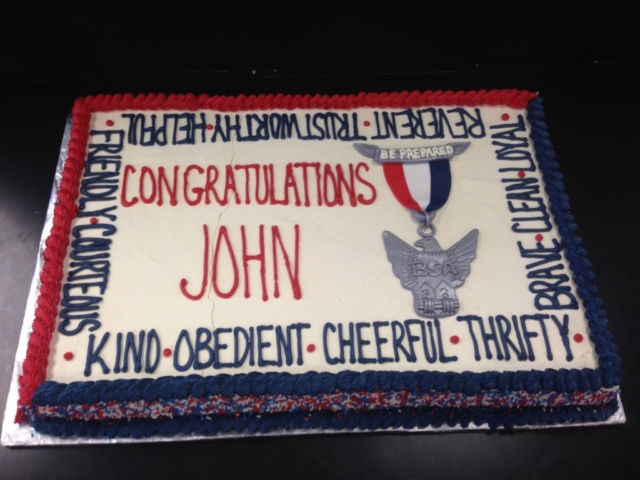 REVERENT · TRUSTWORTHY · HELPFUL
FRIENDLY · COURTEOUS
CONGRATULATIONS
JOHN
BE PREPARED
BSA
KIND · OBEDIENT · CHEERFUL · THRIFTY ·
BRAVE · CLEAN · LOYAL